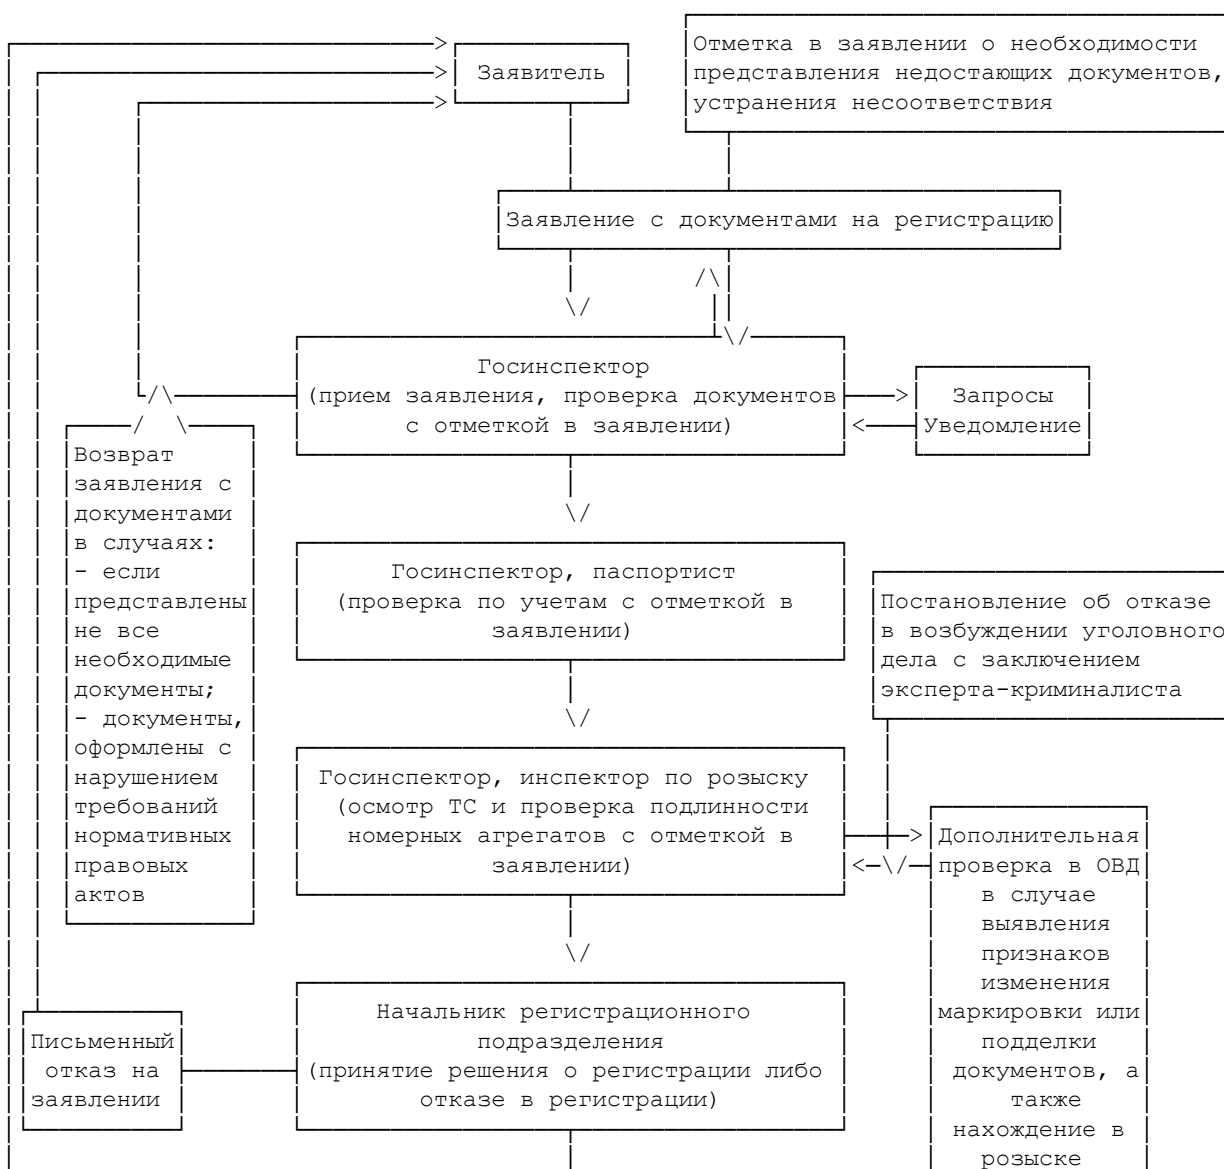 Заявитель
Отметка в заявлении о необходимости
представления недостающих документов,
устранения несоответствия
Заявление с документами на регистрацию
Госинспектор
(прием заявления, проверка документов
с отметкой в заявлении)
Запросы
Уведомление
Возврат
заявления с
документами
в случаях:
- если
представлены
не все
необходимые
документы;
- документы,
оформлены с
нарушением
требований
нормативных
правовых
актов
Госинспектор, паспортист
(проверка по учетам с отметкой в
заявлении)
Постановление об отказе
в возбуждении уголовного
дела с заключением
эксперта-криминалиста
Госинспектор, инспектор по розыску
(осмотр ТС и проверка подлинности
номерных агрегатов с отметкой в
заявлении)
Дополнительная
проверка в ОВД
в случае
выявления
признаков
изменения
маркировки или
подделки
документов, а
также
нахождение в
розыске
Начальник регистрационного
подразделения
(принятие решения о регистрации либо
отказе в регистрации)
Письменный
отказ на
заявлении